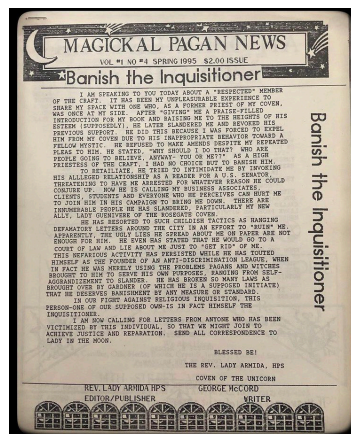 MAGICKAL PAGAN NEWS
VOL #1 NO #4 SPRING 1995 $2.00 ISSUE
Banish the Inquisitioner
I AM SPEAKING TO YOU TODAY ABOUT A "RESPECTED" MEMBER
OF THE CRAFT. IT HAS BEEN MY UNPLEASURABLE EXPERIENCE TO
SHARE MY SPACE WITH ONE WHO, AS A FORMER PRIEST OF MY COVEN,
WAS ONCE AT MY SIDE. AFTER "GIVING" ME A PRAISE-FILLED
INTRODUCTION FOR MY BOOK AND RAISING ME TO THE HEIGHTS OF HIS
ESTEEM (SUPPOSEDLY), HE LATER SLANDERED ME AND REVOKED HIS
PREVIOUS SUPPORT. HE DID THIS BECAUSE I WAS FORCED TO EXPEL
HIM FROM MY COVEN DUE TO HIS INAPPROPRIATE BEHAVIOR TOWARD A
FELLOW MYSTIC. HE REFUSED TO MAKE AMENDS DESPITE MY REPEATED
PLEAS TO HIM. HE STATED, "WHY SHOULD I DO THAT? WHO ARE
PEOPLE GOING TO BELIEVE, ANYWAY- YOU OR ME??" AS A HIGH
PRIESTESS OF THE CRAFT, I HAD NO CHOICE BUT TO BANISH HIM.
TO RETAILIATE, HE TRIED TO INTIMIDATE ME BY INVOKING
HIS ALLEGED RELATIONSHIP AS A READER FOR A U.S. SENATOR,
THREATENING TO HAVE ME ARRESTED FOR WHATEVER REASON HE COULD
CONJURE UP. NOW HE IS CALLING MY BUSINESS ASSOCIATES,
CLIENTS, STUDENTS AND EVERYONE WHO HE PERCEIVES CAN HURT ME
TO JOIN HIM IN HIS CAMPAIGN TO BRING ME DOWN. THERE ARE
INNUMERABLE PEOPLE HE HAS SLANDERED, PARTICULARLY MY NEW
ALLY, LADY GUENIVERE OF THE ROSEGATE COVEN.
HE HAS RESORTED TO SUCH CHILDISH TACTICS AS HANGING
DEFAMATORY LETTERS AROUND THE CITY IN AN EFFORT TO "RUIN" ME.
APPARENTLY, THE UGLY LIES HE SPREAD ABOUT ME ON PAPER ARE NOT
ENOUGH FOR HIM. HE EVEN HAS STATED THAT HE WOULD GO TO A
COURT OF LAW AND LIE ABOUT ME JUST TO "GET RID" OF ME.
THIS NEFARIOUS ACTIVITY HAS PERSISTED WHILE HE HAS TOUTED
HIMSELF AS THE FOUNDER OF AN ANTI-DISCRIMINATION LEAGUE, WHEN
IN FACT HE WAS MERELY USING THE PROBLEMS PAGANS AND WITCHES
BROUGHT TO HIM TO SERVE HIS OWN PURPOSES, RANGING FROM SELF-
AGGRANDIZEMENT TO SLANDER. HE HAS BROKEN SO MANY LAWS AS
BROUGHT OVER BY GARDNER (OF WHICH HE IS A SUPPOSED INITIATE)
THAT HE DESERVES BANISHMENT BY ANY MEASURE OR STANDARD.
IN OUR FIGHT AGAINST RELIGIOUS INQUISITION, THIS
PERSON-ONE OF OUR SUPPOSED OWN-IS IN FACT HIMSELF THE
INQUISITIONER.
I AM NOW CALLING FOR LETTERS FROM ANYONE WHO HAS BEEN
VICTIMIZED BY THIS INDIVIDUAL, SO THAT WE MIGHT JOIN TO
ACHIEVE JUSTICE AND REPARATION. SEND ALL CORRESPONDENCE TO
LADY IN THE MOON.
BLESSED BE!
THE REV. LADY ARMIDA, HPS
COVEN OF THE UNICORN
Banish the Inquisitioner
REV. LADY ARMIDA HPS GEORGE McCORD
EDITOR/PUBLISHER WRITER